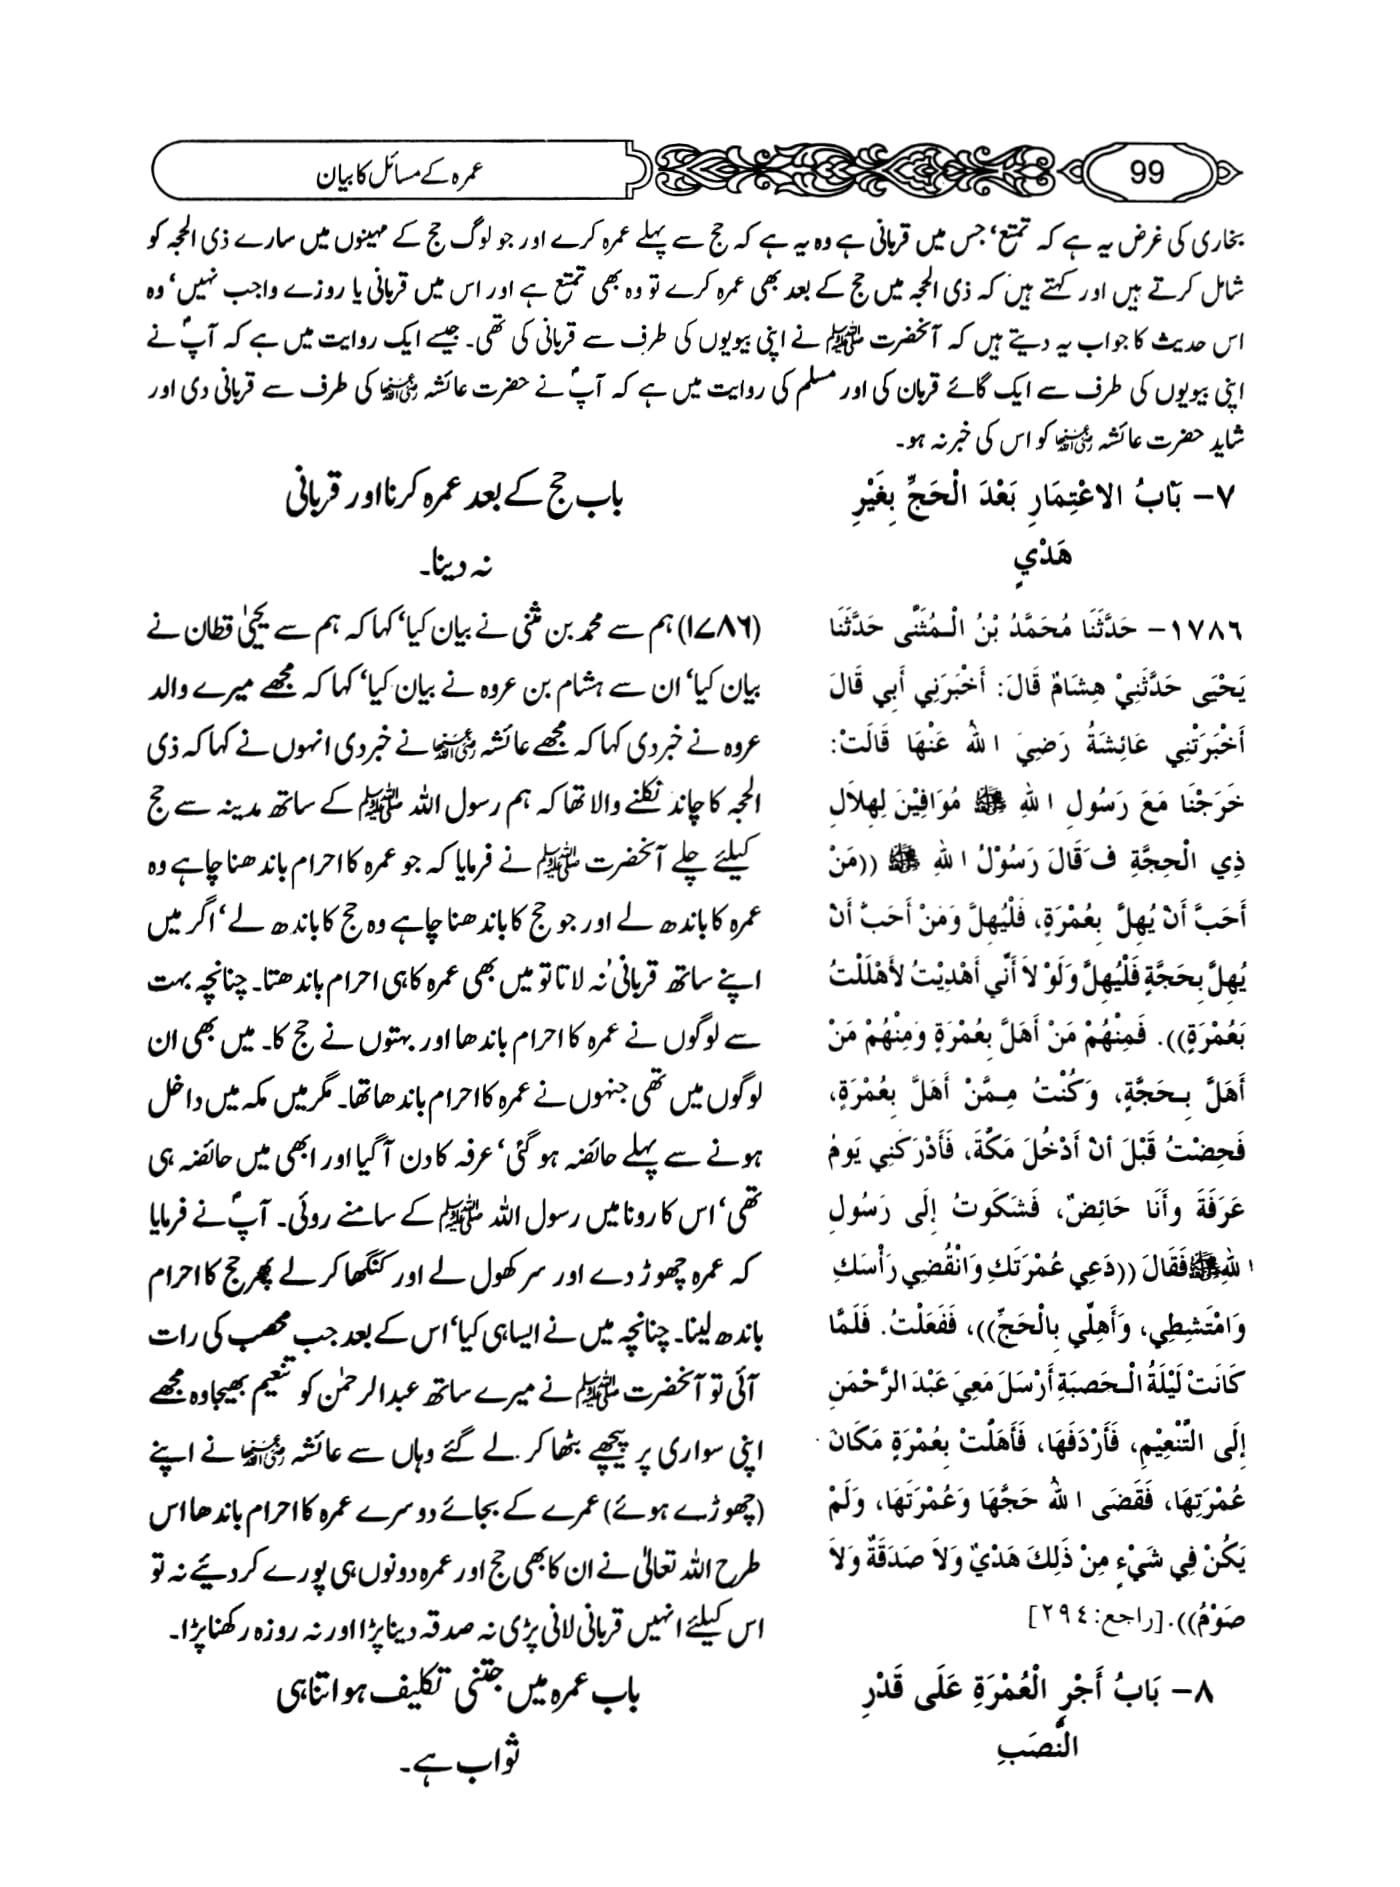 99
عمرہ کے مسائل کا بیان
بخاری کی غرض یہ ہے کہ تمتع‘ جس میں قربانی ہے وہ یہ ہے کہ حج سے پہلے عمرہ کرے اور جو لوگ حج کے مہینوں میں سارے ذی الحجہ کو
شامل کرتے ہیں اور کہتے ہیں کہ ذی الحجہ میں حج کے بعد بھی عمرہ کرے تو وہ بھی تمتع ہے اور اس میں قربانی یا روزے واجب نہیں‘ وہ
اس حدیث کا جواب یہ دیتے ہیں کہ آنحضرت ﷺ نے اپنی بیویوں کی طرف سے قربانی کی تھی۔ جیسے ایک روایت میں ہے کہ آپؐ نے
اپنی بیویوں کی طرف سے ایک گائے قربان کی اور مسلم کی روایت میں ہے کہ آپؐ نے حضرت عائشہ رضی اللہ عنہا کی طرف سے قربانی دی اور
شاید حضرت عائشہ رضی اللہ عنہا کو اس کی خبر نہ ہو۔
٧- بَابُ الاعْتِمَارِ بَعْدَ الْحَجِّ بِغَيْرِ
هَدْيٍ
١٧٨٦- حَدَّثَنَا مُحَمَّدُ بْنُ الْمُثَنَّى حَدَّثَنَا
يَحْيَى حَدَّثَنِيْ هِشَامٌ قَالَ: أَخْبَرَنِي أَبِي قَالَ
أَخْبَرَتْنِي عَائِشَةُ رَضِيَ اللهُ عَنْهَا قَالَتْ:
خَرَجْنَا مَعَ رَسُولِ اللهِ ﷺ مُوَافِيْنَ لِهِلاَلِ
ذِي الْحِجَّةِ فَقَالَ رَسُوْلُ اللهِ ﷺ ((مَنْ
أَحَبَّ أَنْ يُهِلَّ بِعُمْرَةٍ، فَلْيُهِلَّ وَمَنْ أَحَبَّ أَنْ
يُهِلَّ بِحَجَّةٍ فَلْيُهِلَّ وَلَوْ لاَ أَنِّي أَهْدِيْتُ لأَهْلَلْتُ
بَعُمْرَةٍ)). فَمِنْهُمْ مَنْ أَهَلَّ بِعُمْرَةٍ وَمِنْهُمْ مَنْ
أَهَلَّ بِحَجَّةٍ، وَكُنْتُ مِمَّنْ أَهَلَّ بِعُمْرَةٍ،
فَحِضْتُ قَبْلَ أَنْ أَدْخُلَ مَكَّةَ، فَأَدْرَكَنِي يَومُ
عَرَفَةَ وَأَنَا حَائِضٌ، فَشَكَوتُ إِلَى رَسُولِ
اللهِ ﷺ فَقَالَ ((دَعِي عُمْرَتَكِ وَانْقُضِي رَأْسَكِ
وَامْتَشِطِي، وَأَهِلِّي بِالْحَجِّ))، فَفَعَلْتُ. فَلَمَّا
كَانَتْ لَيْلَةُ الْحَصبَةِ أَرْسَلَ مَعِيَ عَبْدَ الرَّحْمَنِ
إِلَى التَّنْعِيْمِ، فَأَرْدَفَهَا، فَأَهَلَّتْ بِعُمْرَةٍ مَكَانَ
عُمْرَتِهَا، فَقَضَى اللهُ حَجَّهَا وَعُمْرَتَهَا، وَلَمْ
يَكُنْ فِي شَيْءٍ مِنْ ذَلِكَ هَدْيٌ وَلاَ صَدَقَةٌ وَلاَ
صَوْمٌ)).[راجع: ٢٩٤]
٨- بَابُ أَجْرِ الْعُمْرَةِ عَلَى قَدْرِ
النَّصَبِ
باب حج کے بعد عمرہ کرنا اور قربانی
نہ دینا۔
(۱۷۸۶) ہم سے محمد بن مثنی نے بیان کیا‘ کہا کہ ہم سے یحییٰ قطان نے
بیان کیا‘ ان سے ہشام بن عروہ نے بیان کیا‘ کہا کہ مجھے میرے والد
عروہ نے خبر دی کہا کہ مجھے عائشہ رضی اللہ عنہا نے خبر دی انہوں نے کہا کہ ذی
الحجہ کا چاند نکلنے والا تھا کہ ہم رسول اللہ ﷺ کے ساتھ مدینہ سے حج
کیلئے چلے آنحضرت ﷺ نے فرمایا کہ جو عمرہ کا احرام باندھنا چاہے وہ
عمرہ کا باندھ لے اور جو حج کا باندھنا چاہے وہ حج کا باندھ لے‘ اگر میں
اپنے ساتھ قربانی نہ لاتا تو میں بھی عمرہ کا ہی احرام باندھتا۔ چنانچہ بہت
سے لوگوں نے عمرہ کا احرام باندھا اور بہتوں نے حج کا۔ میں بھی ان
لوگوں میں تھی جنہوں نے عمرہ کا احرام باندھا تھا۔ مگر میں مکہ میں داخل
ہونے سے پہلے حائضہ ہو گئی‘ عرفہ کا دن آ گیا اور ابھی میں حائضہ ہی
تھی‘ اس کا رونا میں رسول اللہ ﷺ کے سامنے روئی۔ آپؐ نے فرمایا
کہ عمرہ چھوڑ دے اور سر کھول لے اور کنگھا کر لے پھر حج کا احرام
باندھ لینا۔ چنانچہ میں نے ایسا ہی کیا‘ اس کے بعد جب محصب کی رات
آئی تو آنحضرت ﷺ نے میرے ساتھ عبدالرحمٰن کو تنعیم بھیجا وہ مجھے
اپنی سواری پر پیچھے بٹھا کر لے گئے وہاں سے عائشہ رضی اللہ عنہا نے اپنے
(چھوڑے ہوئے) عمرے کے بجائے دوسرے عمرہ کا احرام باندھا اس
طرح اللہ تعالیٰ نے ان کا بھی حج اور عمرہ دونوں ہی پورے کر دیئے نہ تو
اس کیلئے انہیں قربانی لانی پڑی نہ صدقہ دینا پڑا اور نہ روزہ رکھنا پڑا۔
باب عمرہ میں جتنی تکلیف ہو اتنا ہی
ثواب ہے۔